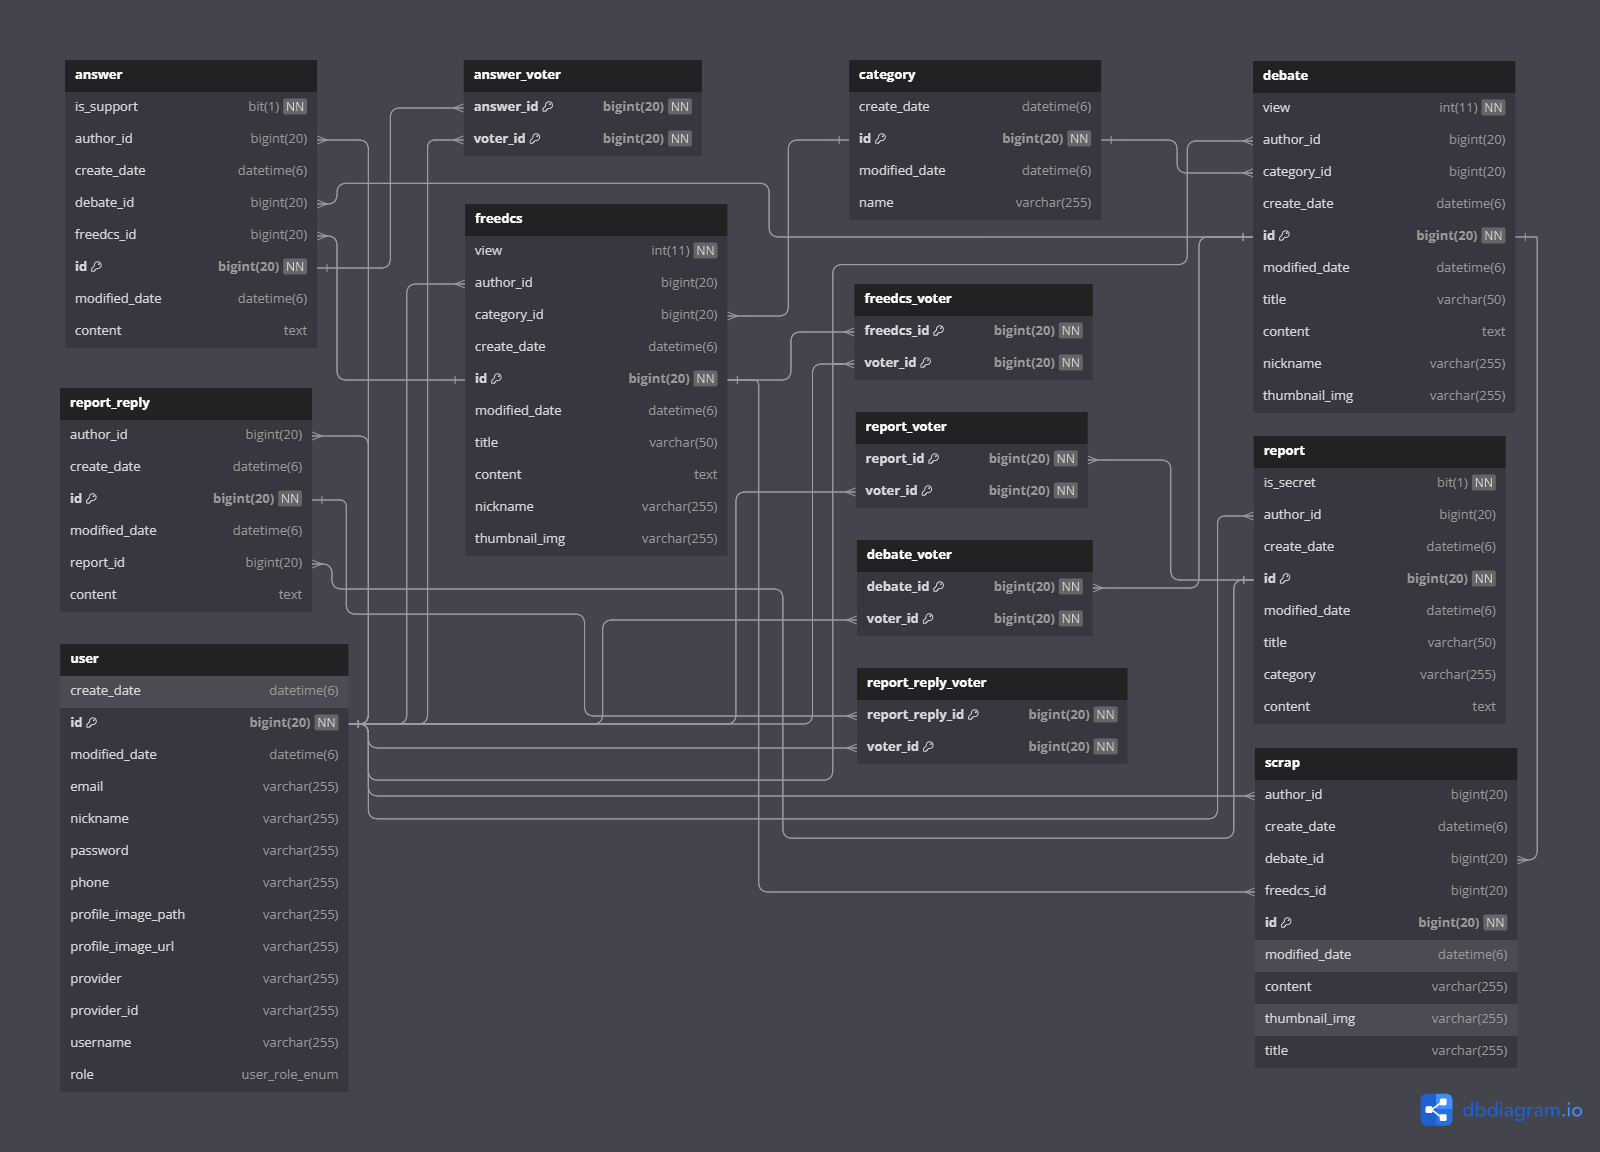 answer
is_support bit(1) NN
author_id bigint(20)
create_date datetime(6)
debate_id bigint(20)
freedcs_id bigint(20)
id bigint(20) NN
modified_date datetime(6)
content text
report_reply
author_id bigint(20)
create_date datetime(6)
id bigint(20) NN
modified_date datetime(6)
report_id bigint(20)
content text
user
create_date datetime(6)
id bigint(20) NN
modified_date datetime(6)
email varchar(255)
nickname varchar(255)
password varchar(255)
phone varchar(255)
profile_image_path varchar(255)
profile_image_url varchar(255)
provider varchar(255)
provider_id varchar(255)
username varchar(255)
role user_role_enum
answer_voter
answer_id bigint(20) NN
voter_id bigint(20) NN
freedcs
view int(11) NN
author_id bigint(20)
category_id bigint(20)
create_date datetime(6)
id bigint(20) NN
modified_date datetime(6)
title varchar(50)
content text
nickname varchar(255)
thumbnail_img varchar(255)
category
create_date datetime(6)
id bigint(20) NN
modified_date datetime(6)
name varchar(255)
freedcs_voter
freedcs_id bigint(20) NN
voter_id bigint(20) NN
report_voter
report_id bigint(20) NN
voter_id bigint(20) NN
debate_voter
debate_id bigint(20) NN
voter_id bigint(20) NN
report_reply_voter
report_reply_id bigint(20) NN
voter_id bigint(20) NN
debate
view int(11) NN
author_id bigint(20)
category_id bigint(20)
create_date datetime(6)
id bigint(20) NN
modified_date datetime(6)
title varchar(50)
content text
nickname varchar(255)
thumbnail_img varchar(255)
report
is_secret bit(1) NN
author_id bigint(20)
create_date datetime(6)
id bigint(20) NN
modified_date datetime(6)
title varchar(50)
category varchar(255)
content text
scrap
author_id bigint(20)
create_date datetime(6)
debate_id bigint(20)
freedcs_id bigint(20)
id bigint(20) NN
modified_date datetime(6)
content varchar(255)
thumbnail_img varchar(255)
title varchar(255)
dbdiagram.io